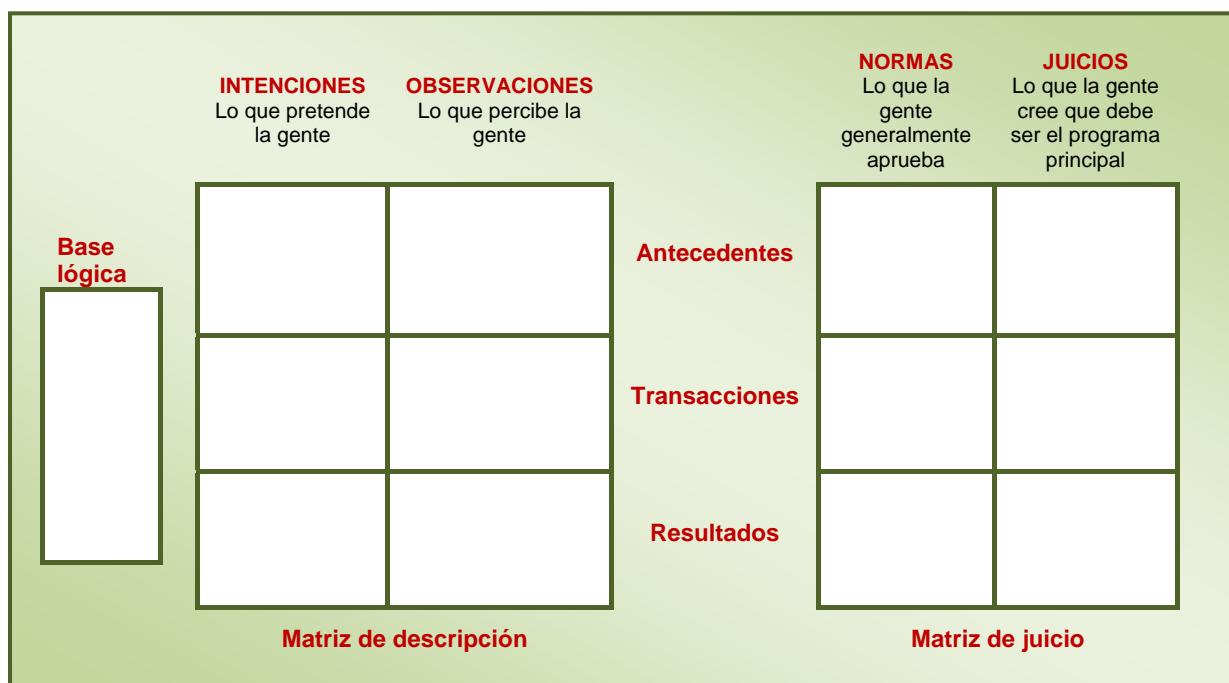 INTENCIONES
Lo que pretende
la gente
OBSERVACIONES
Lo que percibe la
gente
NORMAS
Lo que la
gente
generalmente
aprueba
JUICIOS
Lo que la gente
cree que debe
ser el programa
principal
Base
lógica
Antecedentes
Transacciones
Resultados
Matriz de descripción
Matriz de juicio